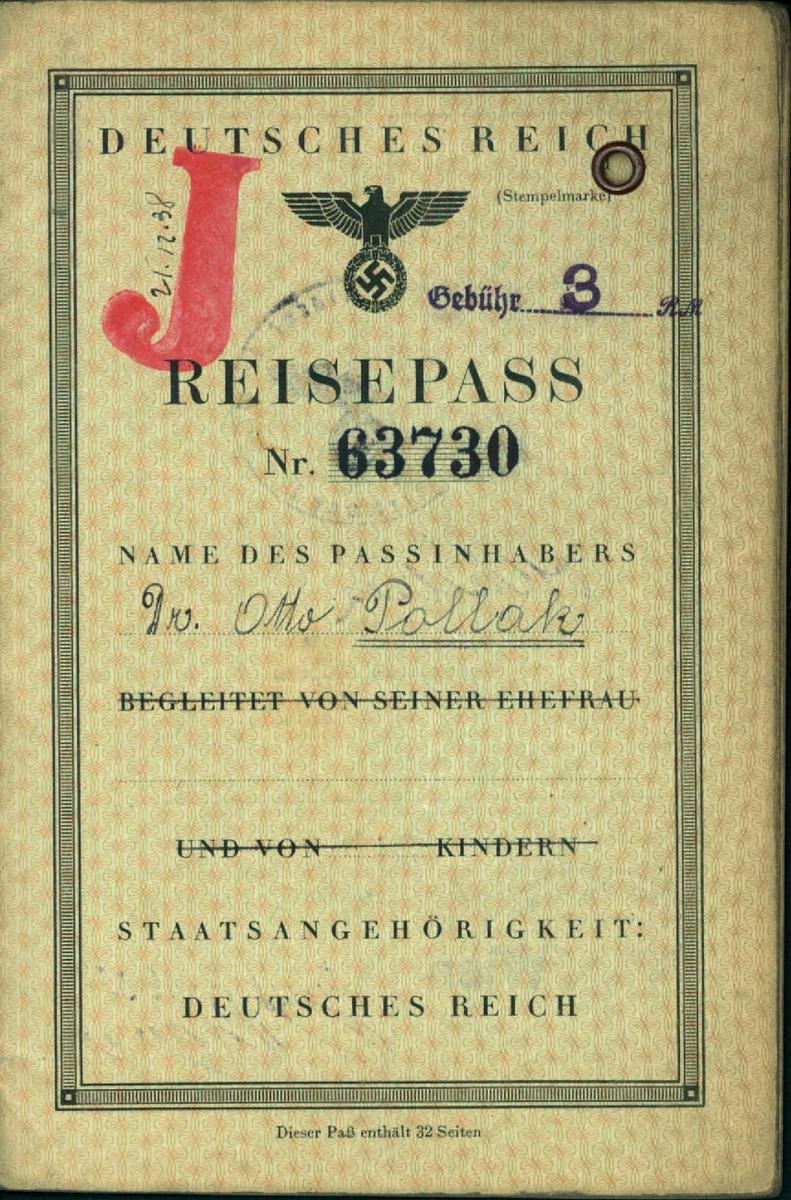 DEUTSCHES REICH
J
21.12.38
(Stempelmarke)
Gebühr 3 RM
REISEPASS
Nr. 63730
NAME DES PASSINHABERS
Dr. Otto Pollak
BEGLEITET VON SEINER EHEFRAU
UND VON KINDERN
STAATSANGEHÖRIGKEIT:
DEUTSCHES REICH
Dieser Paß enthält 32 Seiten